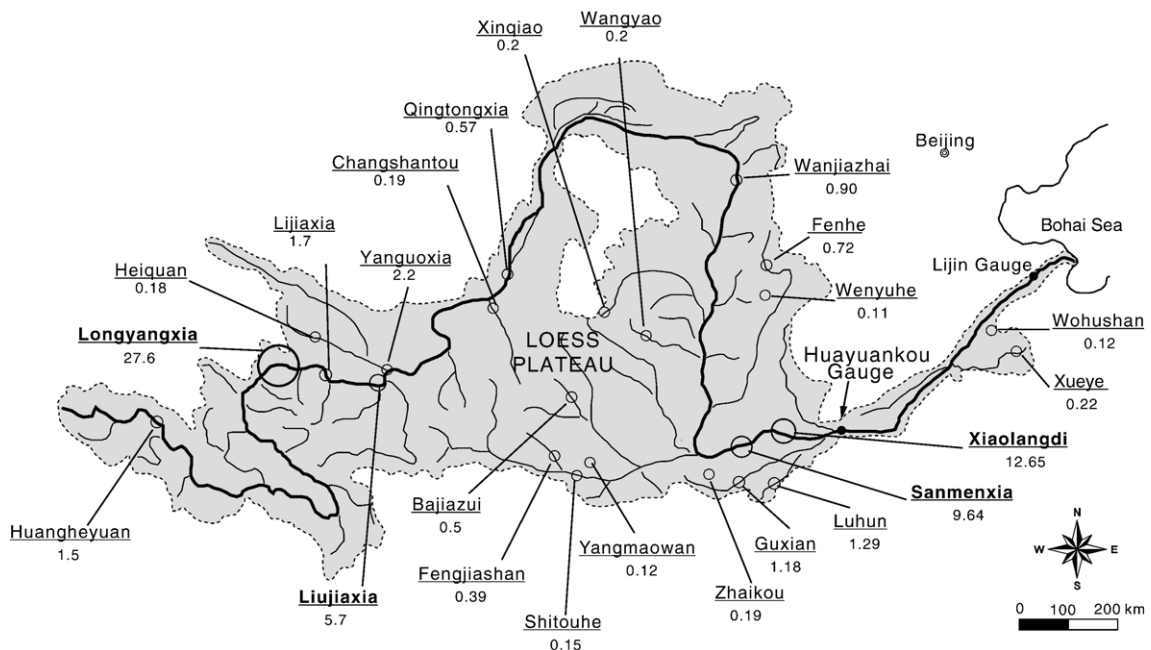 Wangyao
0.2
Xinqiao
0.2
Qingtongxia
0.57
Beijing
Changshantou
0.19
Wanjiazhai
0.90
Lijiaxia
1.7
Fenhe
0.72
Bohai Sea
Yanguoxia
2.2
Heiquan
0.18
Lijin Gauge
Wenyuhe
0.11
Longyangxia
27.6
LOESS
PLATEAU
Wohushan
0.12
Huayuankou
Gauge
Xueye
0.22
Xiaolangdi
12.65
Sanmenxia
9.64
Bajiazui
0.5
Huangheyuan
1.5
Luhun
1.29
Guxian
1.18
Yangmaowan
0.12
Fengjiashan
0.39
Liujiaxia
5.7
Zhaikou
0.19
Shitouhe
0.15
N
W E
S
0 100 200 km